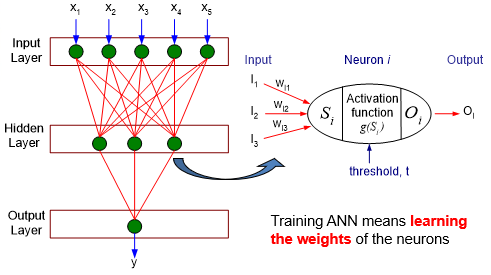 x1 x2 x3 x4 x5
Input
Layer
Hidden
Layer
Output
Layer
y
Input Neuron i Output
I1 wi1
I2 wi2
I3 wi3
Si
Activation
function
g(Si)
Oi
Oi
threshold, t
Training ANN means learning
the weights of the neurons